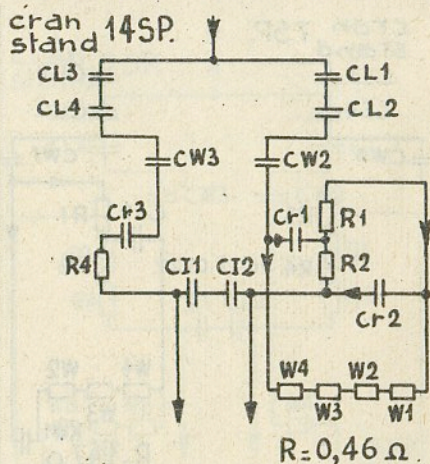 cran 14SP.
stand
CL3 CL1
CL4 CL2
CW3 CW2
Cr3 Cr1 R1
R4 CI1 CI2 R2
Cr2
W4 W2
W3 W1
R=0,46 Ω